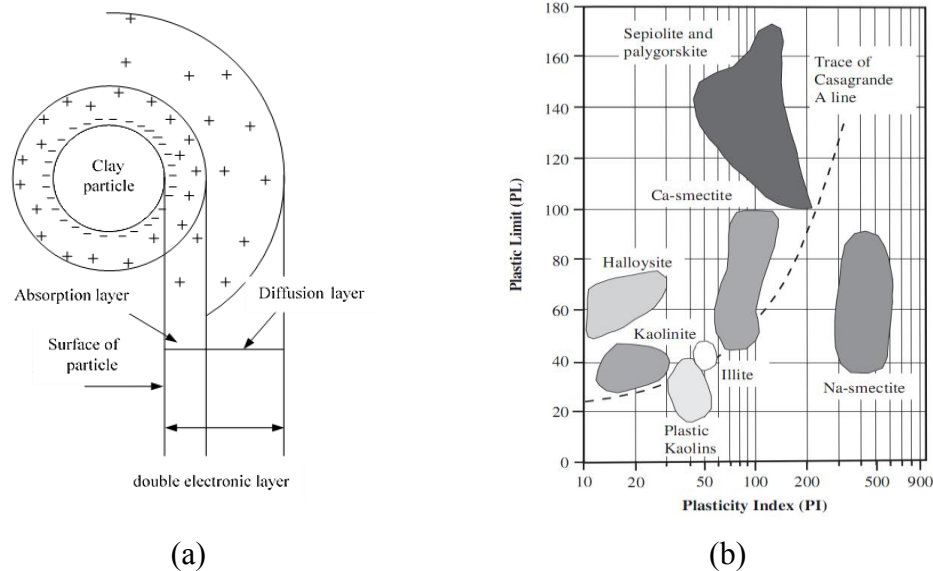 Clay
particle
Absorption layer
Diffusion layer
Surface of
particle
double electronic layer
(a)
180
160
140
120
100
80
60
40
20
0
Plastic Limit (PL)
Sepiolite and
palygorskite
Trace of
Casagrande
A line
Ca-smectite
Halloysite
Kaolinite
Illite
Na-smectite
Plastic
Kaolins
10 20 50 100 200 500 900
Plasticity Index (PI)
(b)